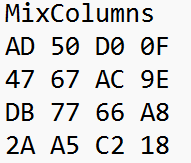 MixColumns
AD 50 D0 0F
47 67 AC 9E
DB 77 66 A8
2A A5 C2 18